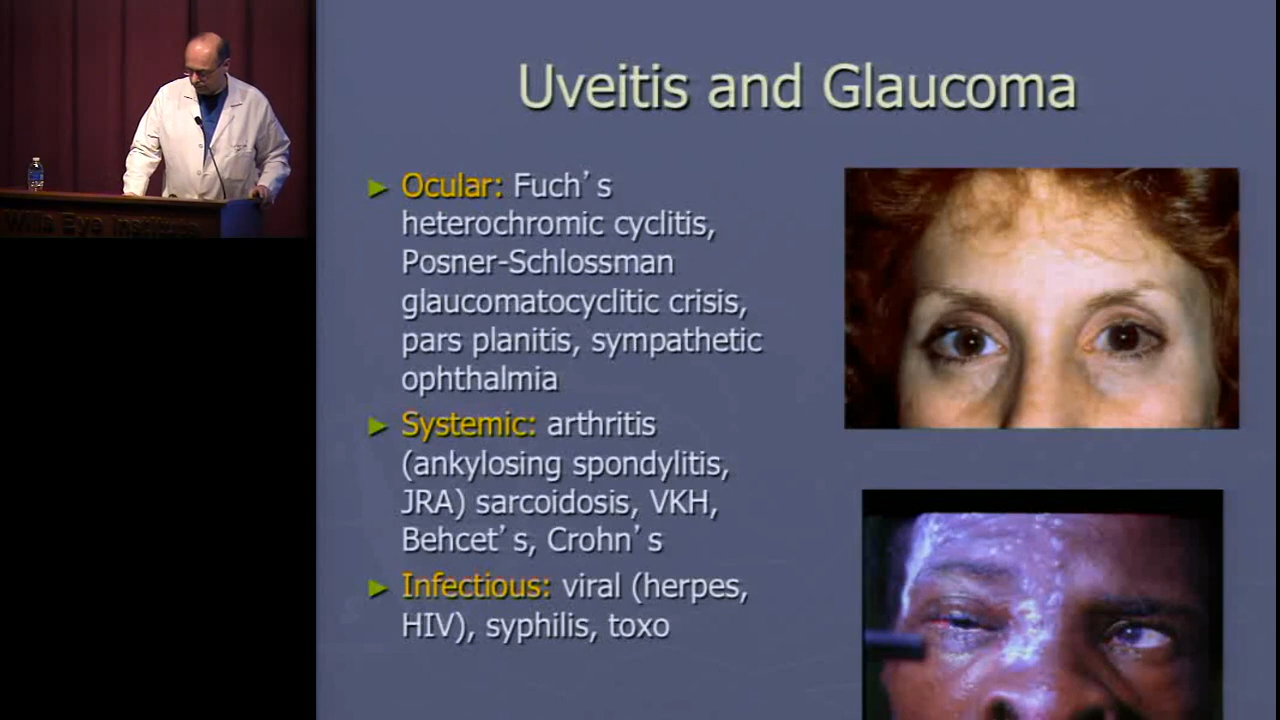 Uveitis and Glaucoma
► Ocular: Fuch's
heterochromic cyclitis,
Posner-Schlossman
glaucomatocyclitic crisis,
pars planitis, sympathetic
ophthalmia
► Systemic: arthritis
(ankylosing spondylitis,
JRA) sarcoidosis, VKH,
Behcet's, Crohn's
► Infectious: viral (herpes,
HIV), syphilis, toxo
Wills Eye Institute